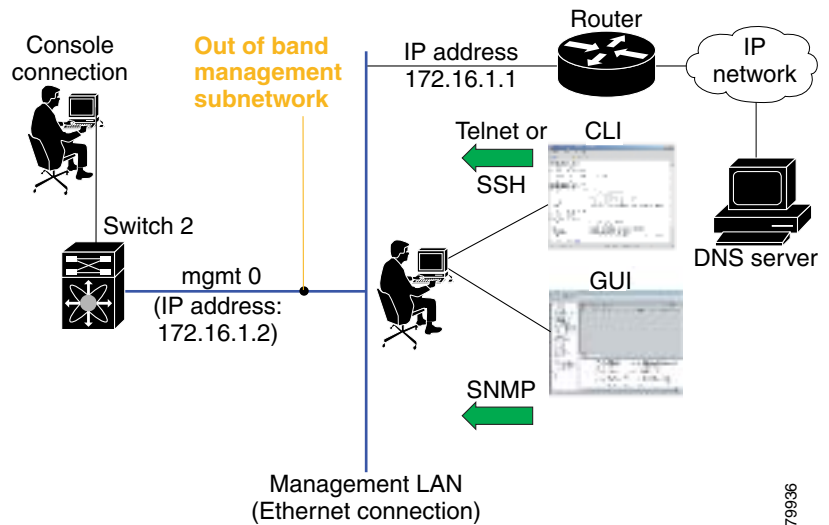 Console
connection
Out of band
management
subnetwork
Router
IP address
172.16.1.1
IP
network
Telnet or
CLI
SSH
Switch 2
DNS server
mgmt 0
(IP address:
172.16.1.2)
GUI
SNMP
Management LAN
(Ethernet connection)
79936